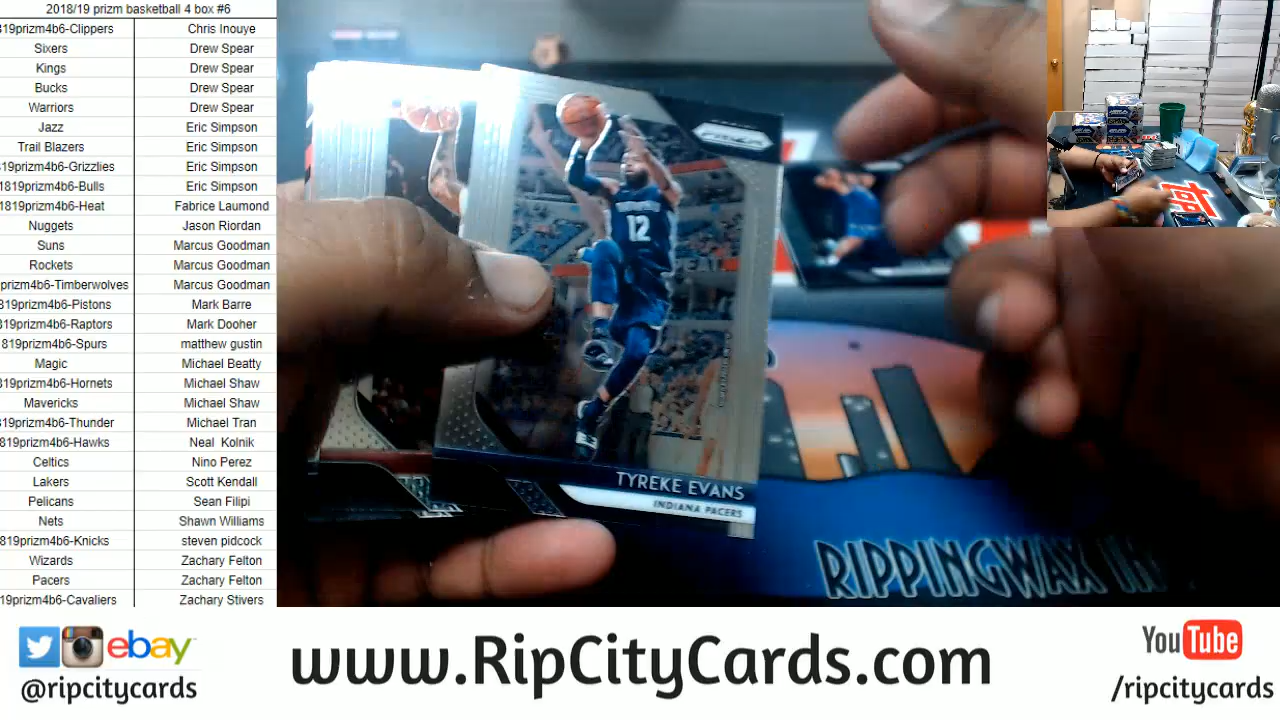 2018/19 prizm basketball 4 box #6
819prizm4b6-Clippers Chris Inouye
Sixers Drew Spear
Kings Drew Spear
Bucks Drew Spear
Warriors Drew Spear
Jazz Eric Simpson
Trail Blazers Eric Simpson
819prizm4b6-Grizzlies Eric Simpson
1819prizm4b6-Bulls Eric Simpson
1819prizm4b6-Heat Fabrice Laumond
Nuggets Jason Riordan
Suns Marcus Goodman
Rockets Marcus Goodman
prizm4b6-Timberwolves Marcus Goodman
819prizm4b6-Pistons Mark Barre
819prizm4b6-Raptors Mark Dooher
819prizm4b6-Spurs matthew gustin
Magic Michael Beatty
819prizm4b6-Hornets Michael Shaw
Mavericks Michael Shaw
819prizm4b6-Thunder Michael Tran
819prizm4b6-Hawks Neal Kolnik
Celtics Nino Perez
Lakers Scott Kendall
Pelicans Sean Filipi
Nets Shawn Williams
819prizm4b6-Knicks steven pidcock
Wizards Zachary Felton
Pacers Zachary Felton
19prizm4b6-Cavaliers Zachary Stivers
PRIZM
12
TYREKE EVANS
INDIANA PACERS
RIPPINGWAX
ebay
@ripcitycards
www.RipCityCards.com
YouTube
/ripcitycards